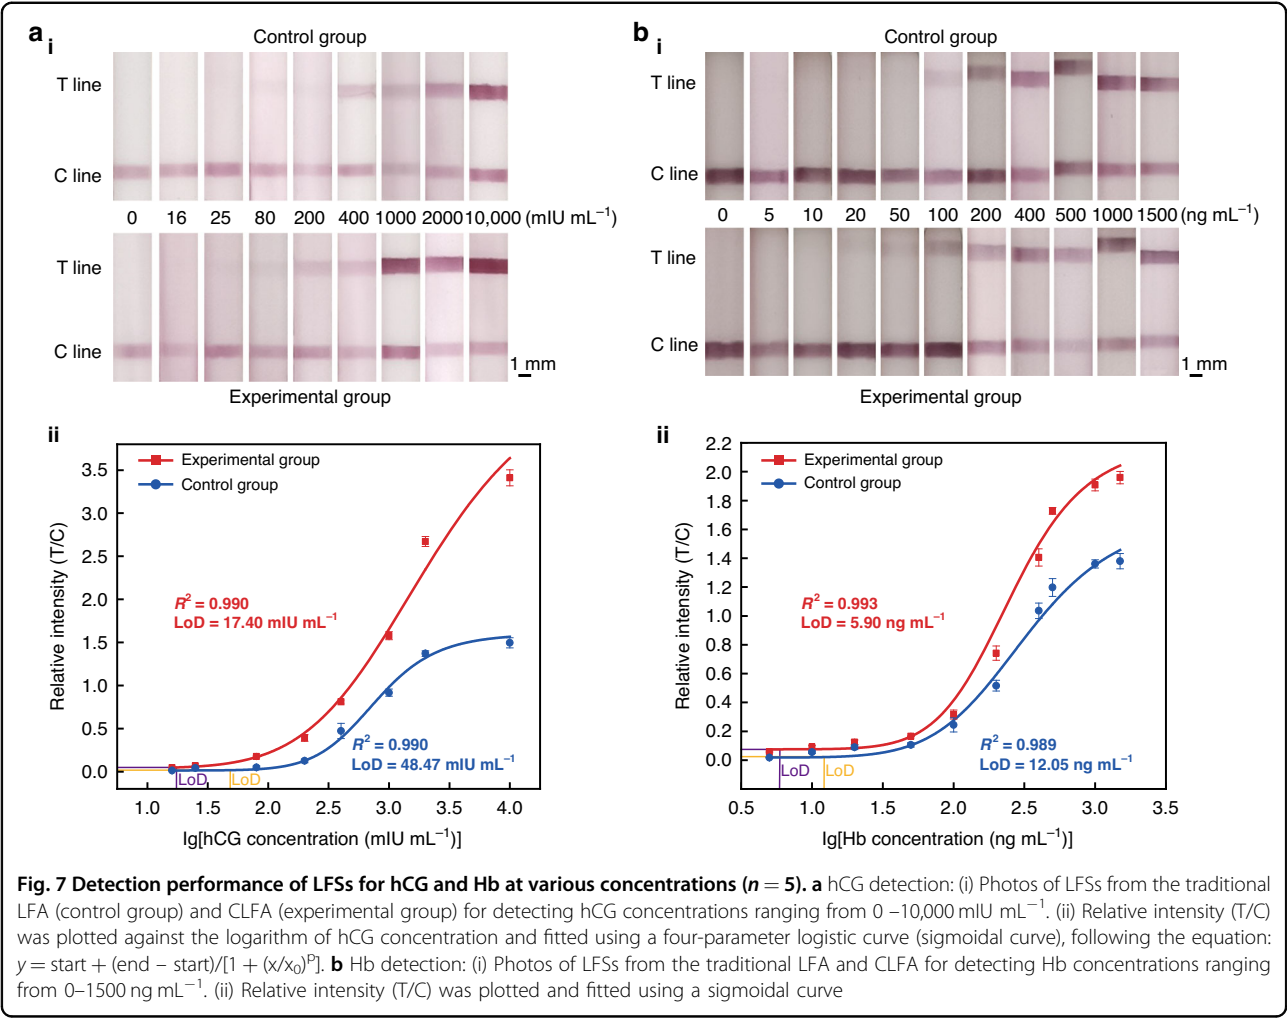 a
i
Control group
T line
C line
0 16 25 80 200 400 1000 2000 10,000 (mIU mL⁻¹)
T line
C line
1 mm
Experimental group
b
i
Control group
T line
C line
0 5 10 20 50 100 200 400 500 1000 1500 (ng mL⁻¹)
T line
C line
1 mm
Experimental group
ii
Experimental group
Control group
3.5
3.0
2.5
2.0
1.5
1.0
0.5
0.0
Relative intensity (T/C)
R² = 0.990
LoD = 17.40 mIU mL⁻¹
R² = 0.990
LoD = 48.47 mIU mL⁻¹
LoD
LoD
1.0 1.5 2.0 2.5 3.0 3.5 4.0
lg[hCG concentration (mIU mL⁻¹)]
ii
Experimental group
Control group
2.2
2.0
1.8
1.6
1.4
1.2
1.0
0.8
0.6
0.4
0.2
0.0
Relative intensity (T/C)
R² = 0.993
LoD = 5.90 ng mL⁻¹
R² = 0.989
LoD = 12.05 ng mL⁻¹
LoD
LoD
0.5 1.0 1.5 2.0 2.5 3.0 3.5
lg[Hb concentration (ng mL⁻¹)]
Fig. 7 Detection performance of LFSs for hCG and Hb at various concentrations (n = 5). a hCG detection: (i) Photos of LFSs from the traditional
LFA (control group) and CLFA (experimental group) for detecting hCG concentrations ranging from 0 –10,000 mIU mL⁻¹. (ii) Relative intensity (T/C)
was plotted against the logarithm of hCG concentration and fitted using a four-parameter logistic curve (sigmoidal curve), following the equation:
y = start + (end – start)/[1 + (x/x₀)ᵖ]. b Hb detection: (i) Photos of LFSs from the traditional LFA and CLFA for detecting Hb concentrations ranging
from 0–1500 ng mL⁻¹. (ii) Relative intensity (T/C) was plotted and fitted using a sigmoidal curve